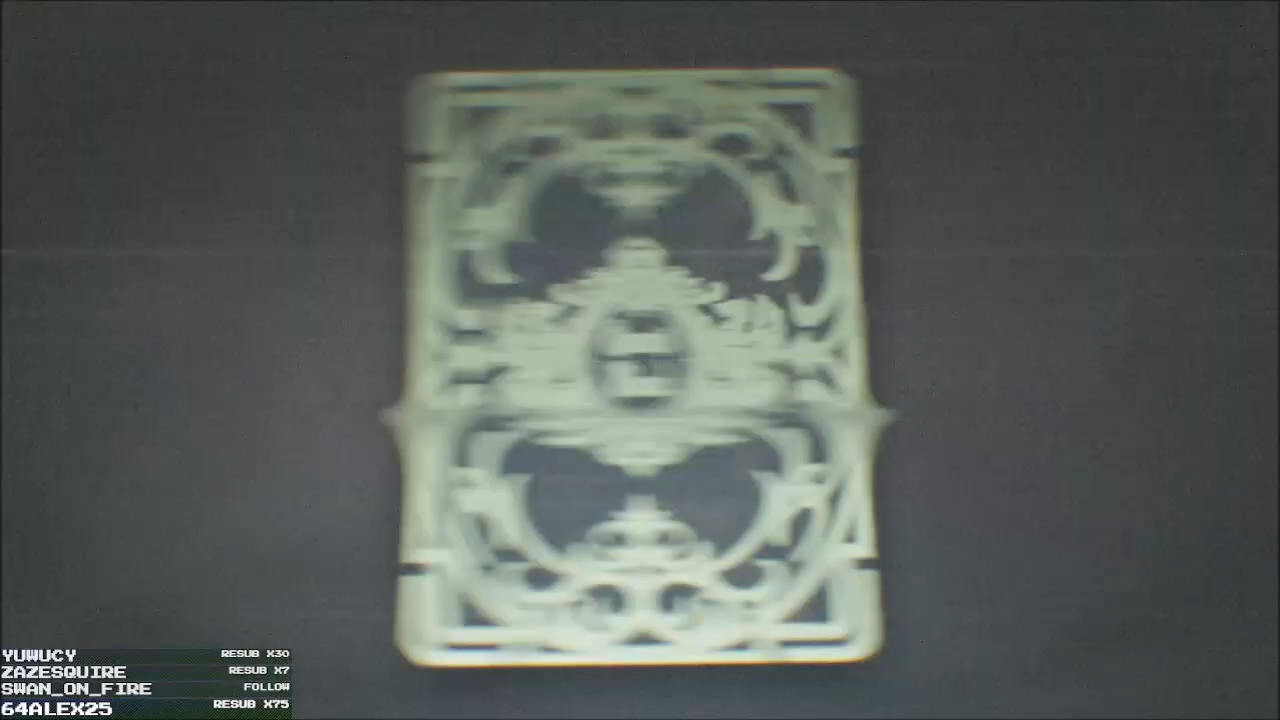 YUWUCY RESUB X30
ZAZESQUIRE RESUB X7
SWAN_ON_FIRE FOLLOW
64ALEX25 RESUB X75